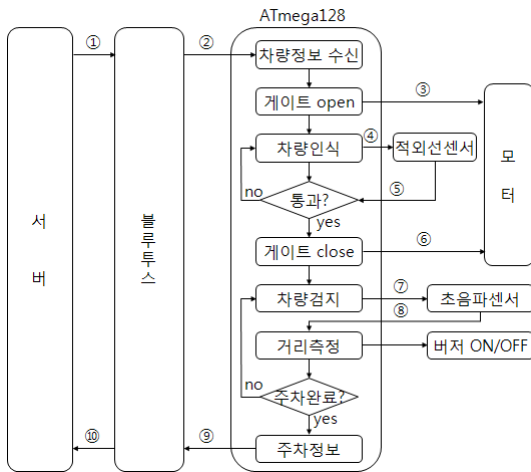 ATmega128
① ② 차량정보 수신
게이트 open ③
차량인식 ④ 적외선센서
모터
no 통과? ⑤
yes
서버
블루투스
게이트 close ⑥
차량검지 ⑦ 초음파센서
⑧
거리측정 버저 ON/OFF
no 주차완료?
yes
⑩ ⑨ 주차정보